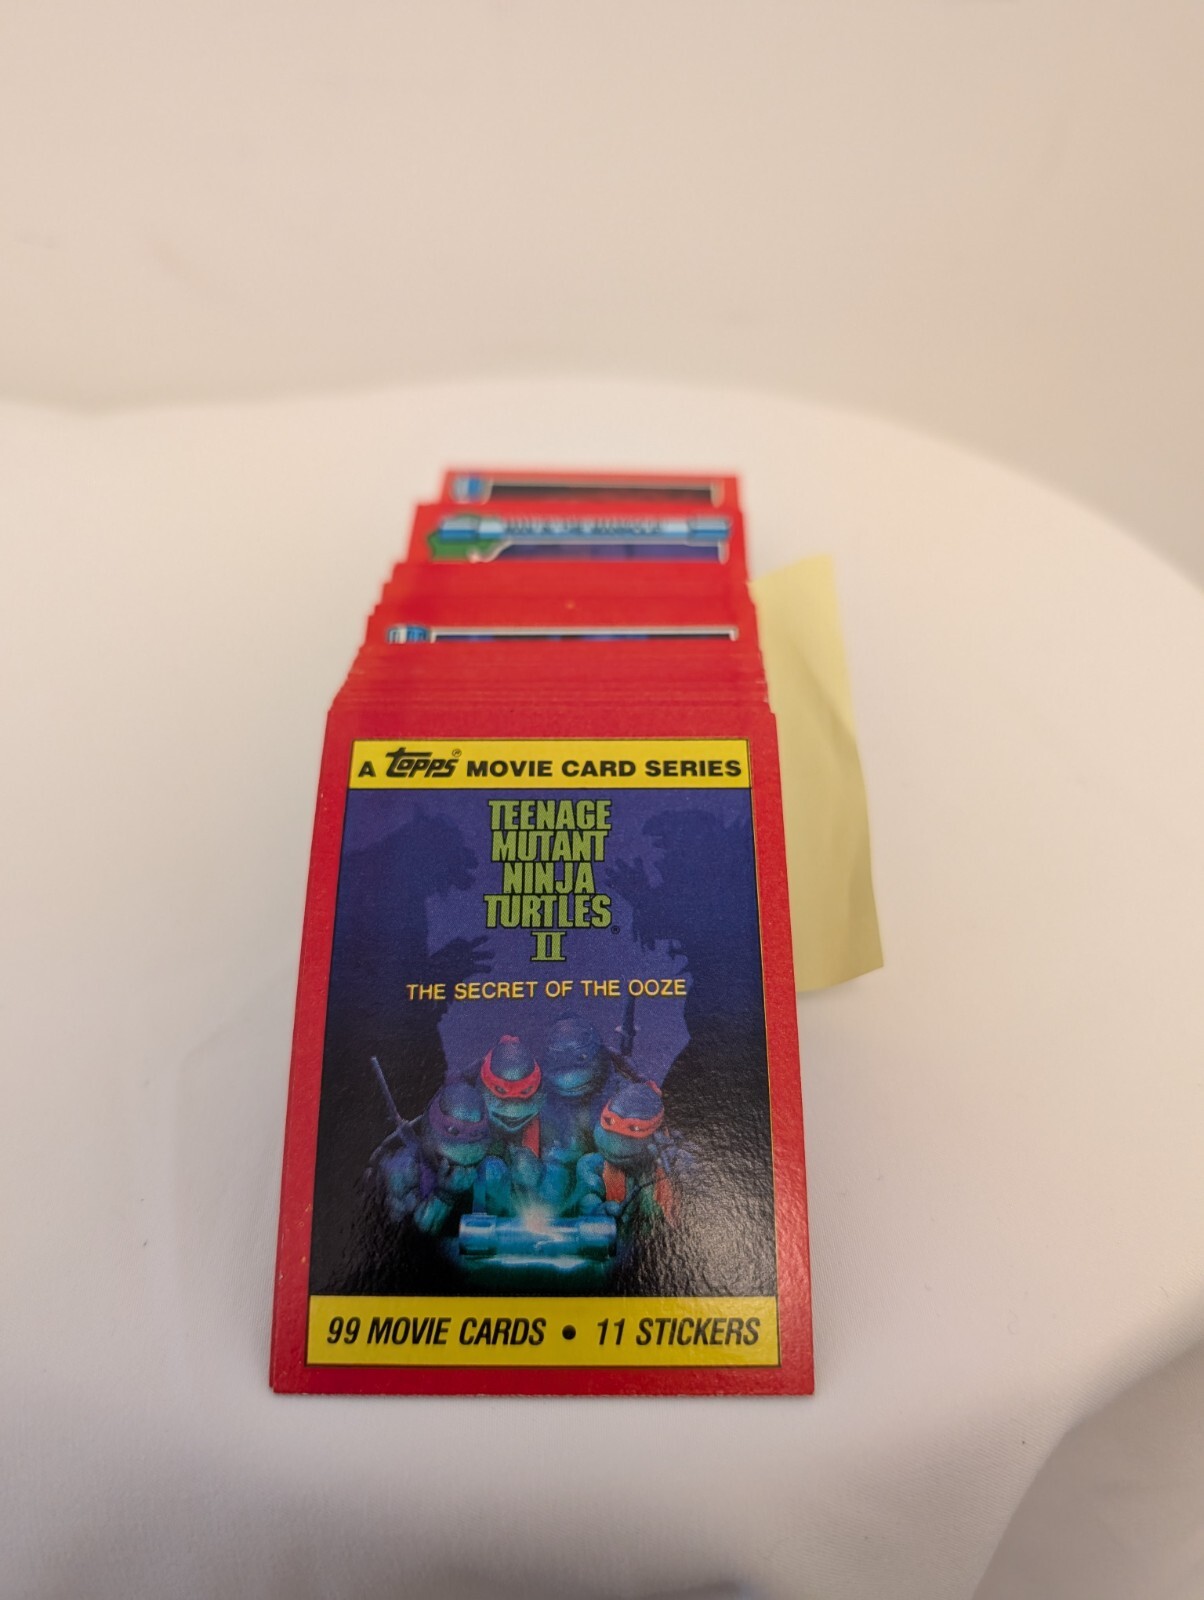 A Topps® MOVIE CARD SERIES
TEENAGE
MUTANT
NINJA
TURTLES®
II
THE SECRET OF THE OOZE
99 MOVIE CARDS • 11 STICKERS